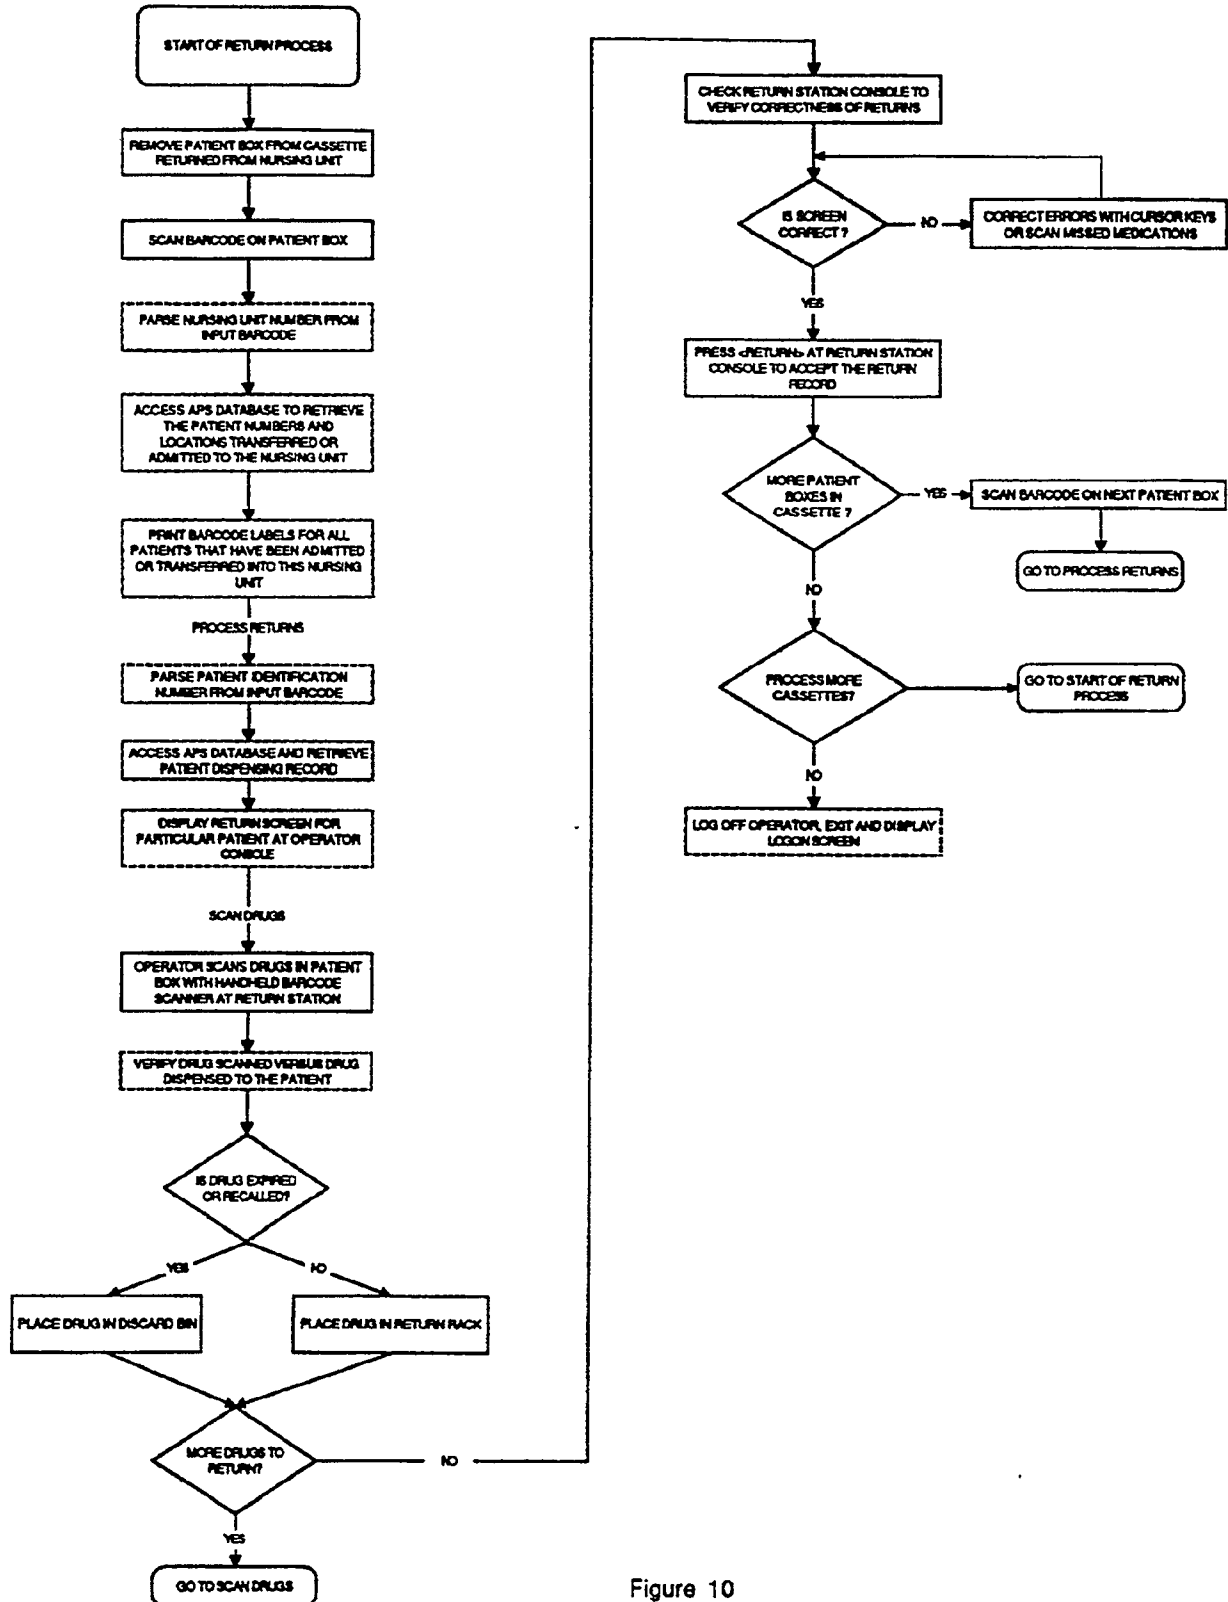 START OF RETURN PROCESS
REMOVE PATIENT BOX FROM CASSETTE
RETURNED FROM NURSING UNIT
SCAN BARCODE ON PATIENT BOX
PARSE NURSING UNIT NUMBER FROM
INPUT BARCODE
ACCESS APS DATABASE TO RETRIEVE
THE PATIENT NUMBERS AND
LOCATIONS TRANSFERRED OR
ADMITTED TO THE NURSING UNIT
PRINT BARCODE LABELS FOR ALL
PATIENTS THAT HAVE BEEN ADMITTED
OR TRANSFERRED INTO THIS NURSING
UNIT
PROCESS RETURNS
PARSE PATIENT IDENTIFICATION
NUMBER FROM INPUT BARCODE
ACCESS APS DATABASE AND RETRIEVE
PATIENT DISPENSING RECORD
DISPLAY RETURN SCREEN FOR
PARTICULAR PATIENT AT OPERATOR
CONSOLE
SCAN DRUGS
OPERATOR SCANS DRUGS IN PATIENT
BOX WITH HANDHELD BARCODE
SCANNER AT RETURN STATION
VERIFY DRUG SCANNED VERSUS DRUG
DISPENSED TO THE PATIENT
IS DRUG EXPIRED
OR RECALLED?
YES
NO
PLACE DRUG IN DISCARD BIN
PLACE DRUG IN RETURN RACK
MORE DRUGS TO
RETURN?
NO
YES
GO TO SCAN DRUGS
CHECK RETURN STATION CONSOLE TO
VERIFY CORRECTNESS OF RETURNS
IS SCREEN
CORRECT ?
NO
CORRECT ERRORS WITH CURSOR KEYS
OR SCAN MISSED MEDICATIONS
YES
PRESS <RETURN> AT RETURN STATION
CONSOLE TO ACCEPT THE RETURN
RECORD
MORE PATIENT
BOXES IN
CASSETTE ?
YES
SCAN BARCODE ON NEXT PATIENT BOX
GO TO PROCESS RETURNS
NO
PROCESS MORE
CASSETTES?
GO TO START OF RETURN
PROCESS
NO
LOG OFF OPERATOR, EXIT AND DISPLAY
LOGON SCREEN
Figure 10